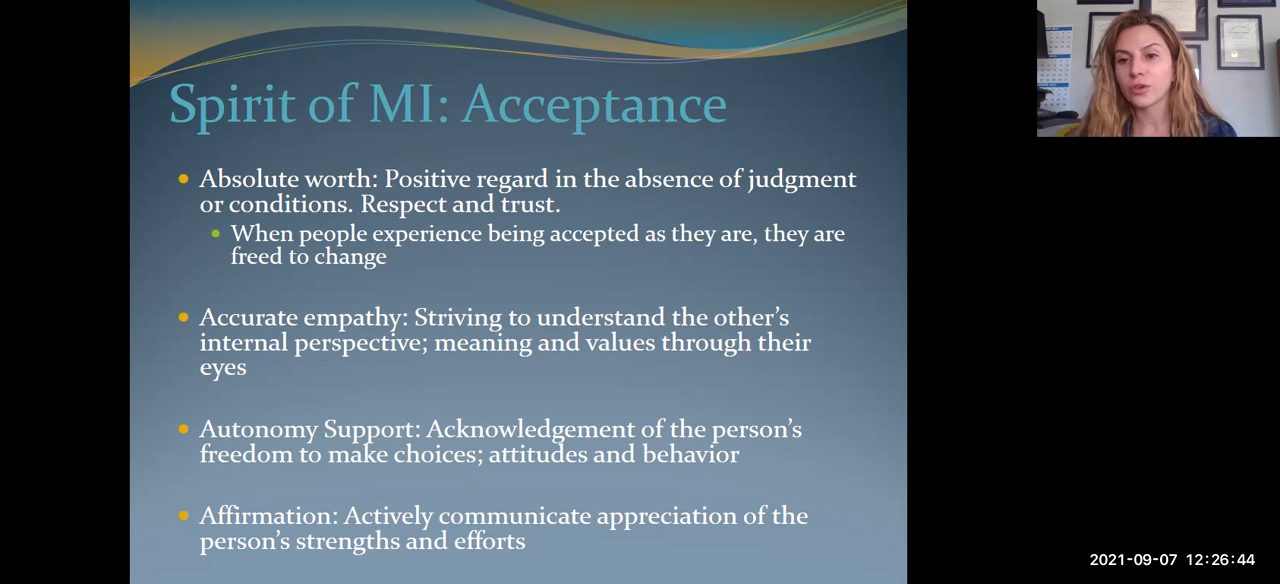 Spirit of MI: Acceptance
Absolute worth: Positive regard in the absence of judgment
or conditions. Respect and trust.
When people experience being accepted as they are, they are
freed to change
Accurate empathy: Striving to understand the other's
internal perspective; meaning and values through their
eyes
Autonomy Support: Acknowledgement of the person's
freedom to make choices; attitudes and behavior
Affirmation: Actively communicate appreciation of the
person's strengths and efforts
2021-09-07 12:26:44